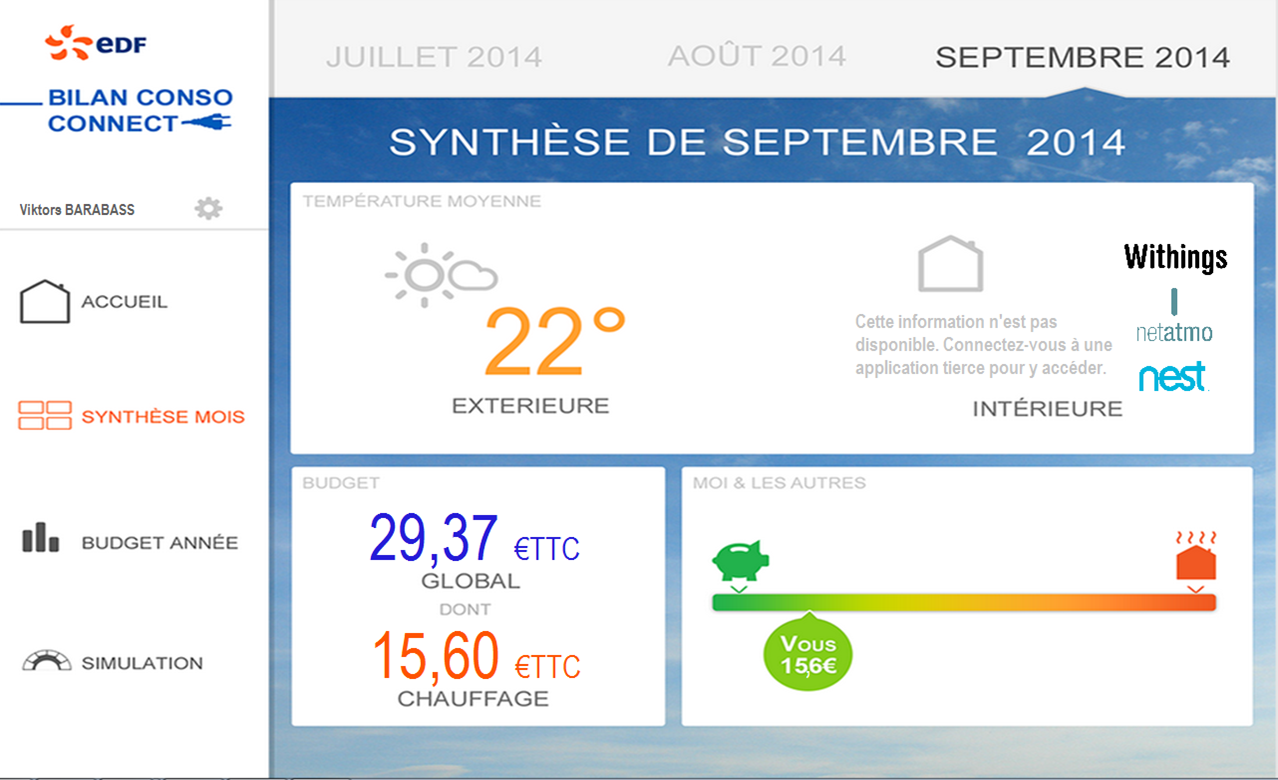 edf
BILAN CONSO
CONNECT
Viktors BARABASS
ACCUEIL
SYNTHÈSE MOIS
BUDGET ANNÉE
SIMULATION
JUILLET 2014
AOÛT 2014
SEPTEMBRE 2014
SYNTHÈSE DE SEPTEMBRE 2014
TEMPÉRATURE MOYENNE
22°
EXTERIEURE
Cette information n'est pas
disponible. Connectez-vous à une
application tierce pour y accéder.
INTÉRIEURE
Withings
netatmo
nest
BUDGET
29,37 €TTC
GLOBAL
DONT
15,60 €TTC
CHAUFFAGE
MOI & LES AUTRES
VOUS
15,6€